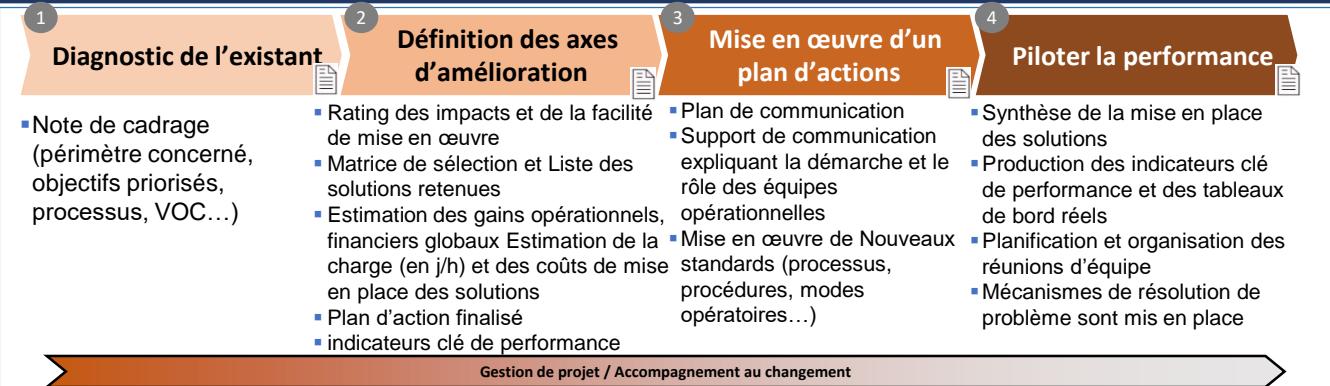 1
Diagnostic de l'existant
▪Note de cadrage
(périmètre concerné,
objectifs priorisés,
processus, VOC…)
2
Définition des axes
d'amélioration
▪ Rating des impacts et de la facilité
de mise en œuvre
▪ Matrice de sélection et Liste des
solutions retenues
▪ Estimation des gains opérationnels,
financiers globaux Estimation de la
charge (en j/h) et des coûts de mise
en place des solutions
▪ Plan d'action finalisé
▪ indicateurs clé de performance
3
Mise en œuvre d'un
plan d'actions
▪ Plan de communication
▪ Support de communication
expliquant la démarche et le
rôle des équipes
opérationnelles
▪ Mise en œuvre de Nouveaux
standards (processus,
procédures, modes
opératoires…)
4
Piloter la performance
▪ Synthèse de la mise en place
des solutions
▪ Production des indicateurs clé
de performance et des tableaux
de bord réels
▪ Planification et organisation des
réunions d'équipe
▪ Mécanismes de résolution de
problème sont mis en place
Gestion de projet / Accompagnement au changement